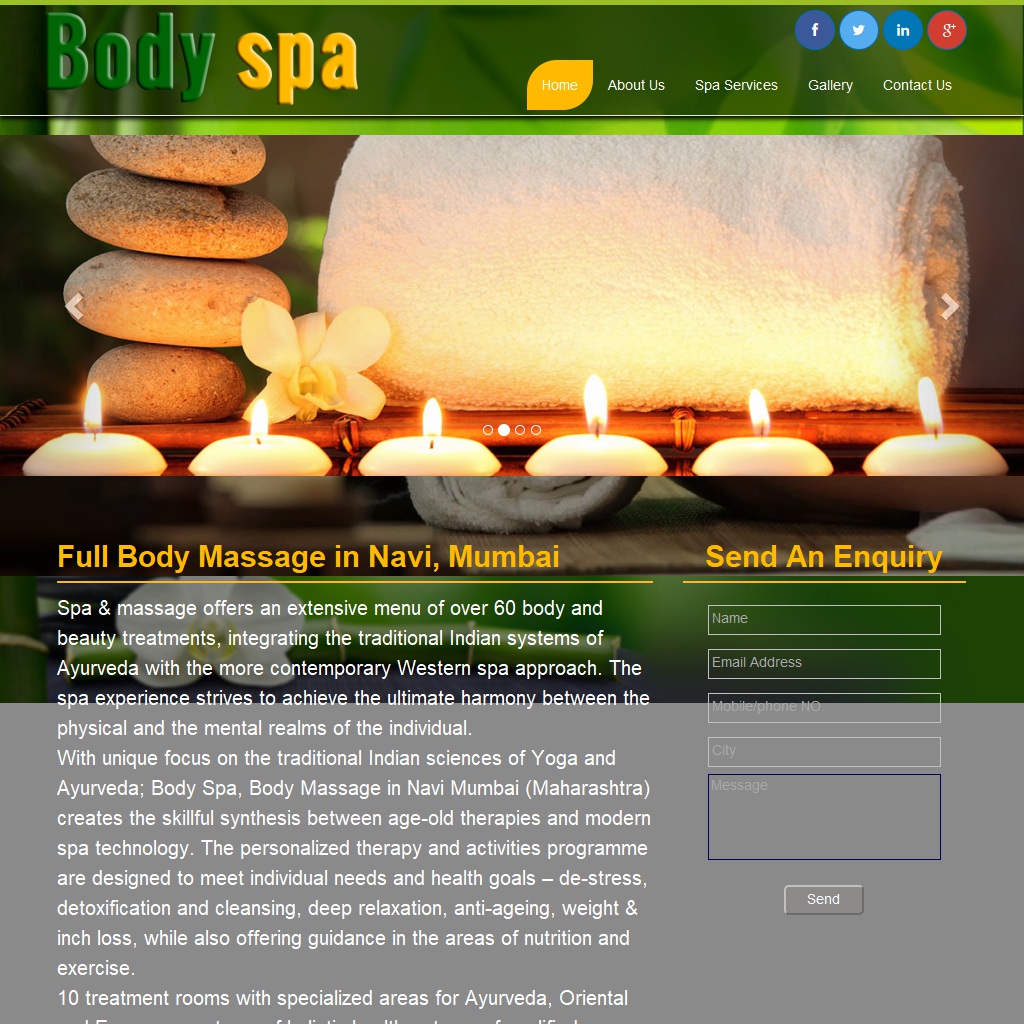 Body spa
f in g+
Home About Us Spa Services Gallery Contact Us
Full Body Massage in Navi, Mumbai
Spa & massage offers an extensive menu of over 60 body and
beauty treatments, integrating the traditional Indian systems of
Ayurveda with the more contemporary Western spa approach. The
spa experience strives to achieve the ultimate harmony between the
physical and the mental realms of the individual.
With unique focus on the traditional Indian sciences of Yoga and
Ayurveda; Body Spa, Body Massage in Navi Mumbai (Maharashtra)
creates the skillful synthesis between age-old therapies and modern
spa technology. The personalized therapy and activities programme
are designed to meet individual needs and health goals – de-stress,
detoxification and cleansing, deep relaxation, anti-ageing, weight &
inch loss, while also offering guidance in the areas of nutrition and
exercise.
10 treatment rooms with specialized areas for Ayurveda, Oriental
Send An Enquiry
Name
Email Address
Mobile/phone NO.
City
Message
Send